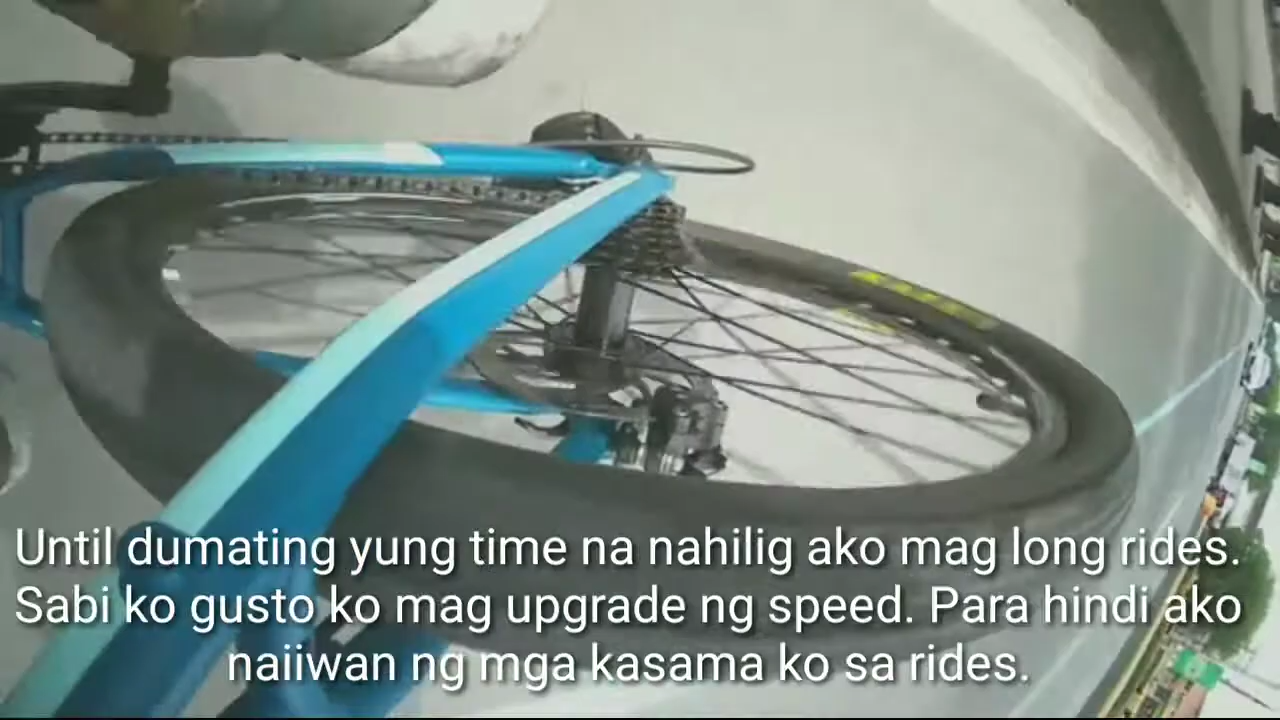 Until dumating yung time na nahilig ako mag long rides.
Sabi ko gusto ko mag upgrade ng speed. Para hindi ako
naiiwan ng mga kasama ko sa rides.